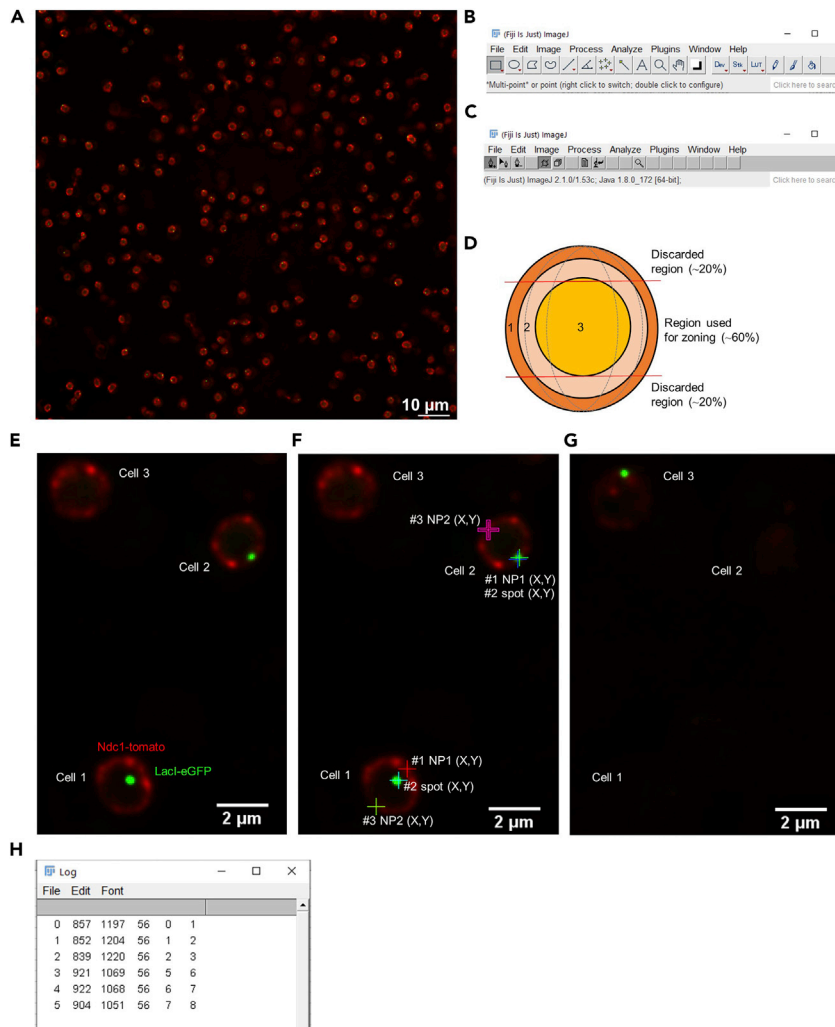 A
10 µm
B
(Fiji Is Just) ImageJ
File Edit Image Process Analyze Plugins Window Help
Dev Stk LUT
*Multi-point* or point (right click to switch; double click to configure)
Click here to searc
C
(Fiji Is Just) ImageJ
File Edit Image Process Analyze Plugins Window Help
(Fiji Is Just) ImageJ 2.1.0/1.53c; Java 1.8.0_172 [64-bit];
Click here to searc
D
Discarded
region (~20%)
1 2 3
Region used
for zoning (~60%)
Discarded
region (~20%)
E
Cell 3
Cell 2
Ndc1-tomato
Cell 1
LacI-eGFP
2 µm
F
Cell 3
#3 NP2 (X,Y)
Cell 2
#1 NP1 (X,Y)
#2 spot (X,Y)
#1 NP1 (X,Y)
Cell 1
#2 spot (X,Y)
#3 NP2 (X,Y)
2 µm
G
Cell 3
Cell 2
Cell 1
2 µm
H
Log
File Edit Font
0 857 1197 56 0 1
1 852 1204 56 1 2
2 839 1220 56 2 3
3 921 1069 56 5 6
4 922 1068 56 6 7
5 904 1051 56 7 8